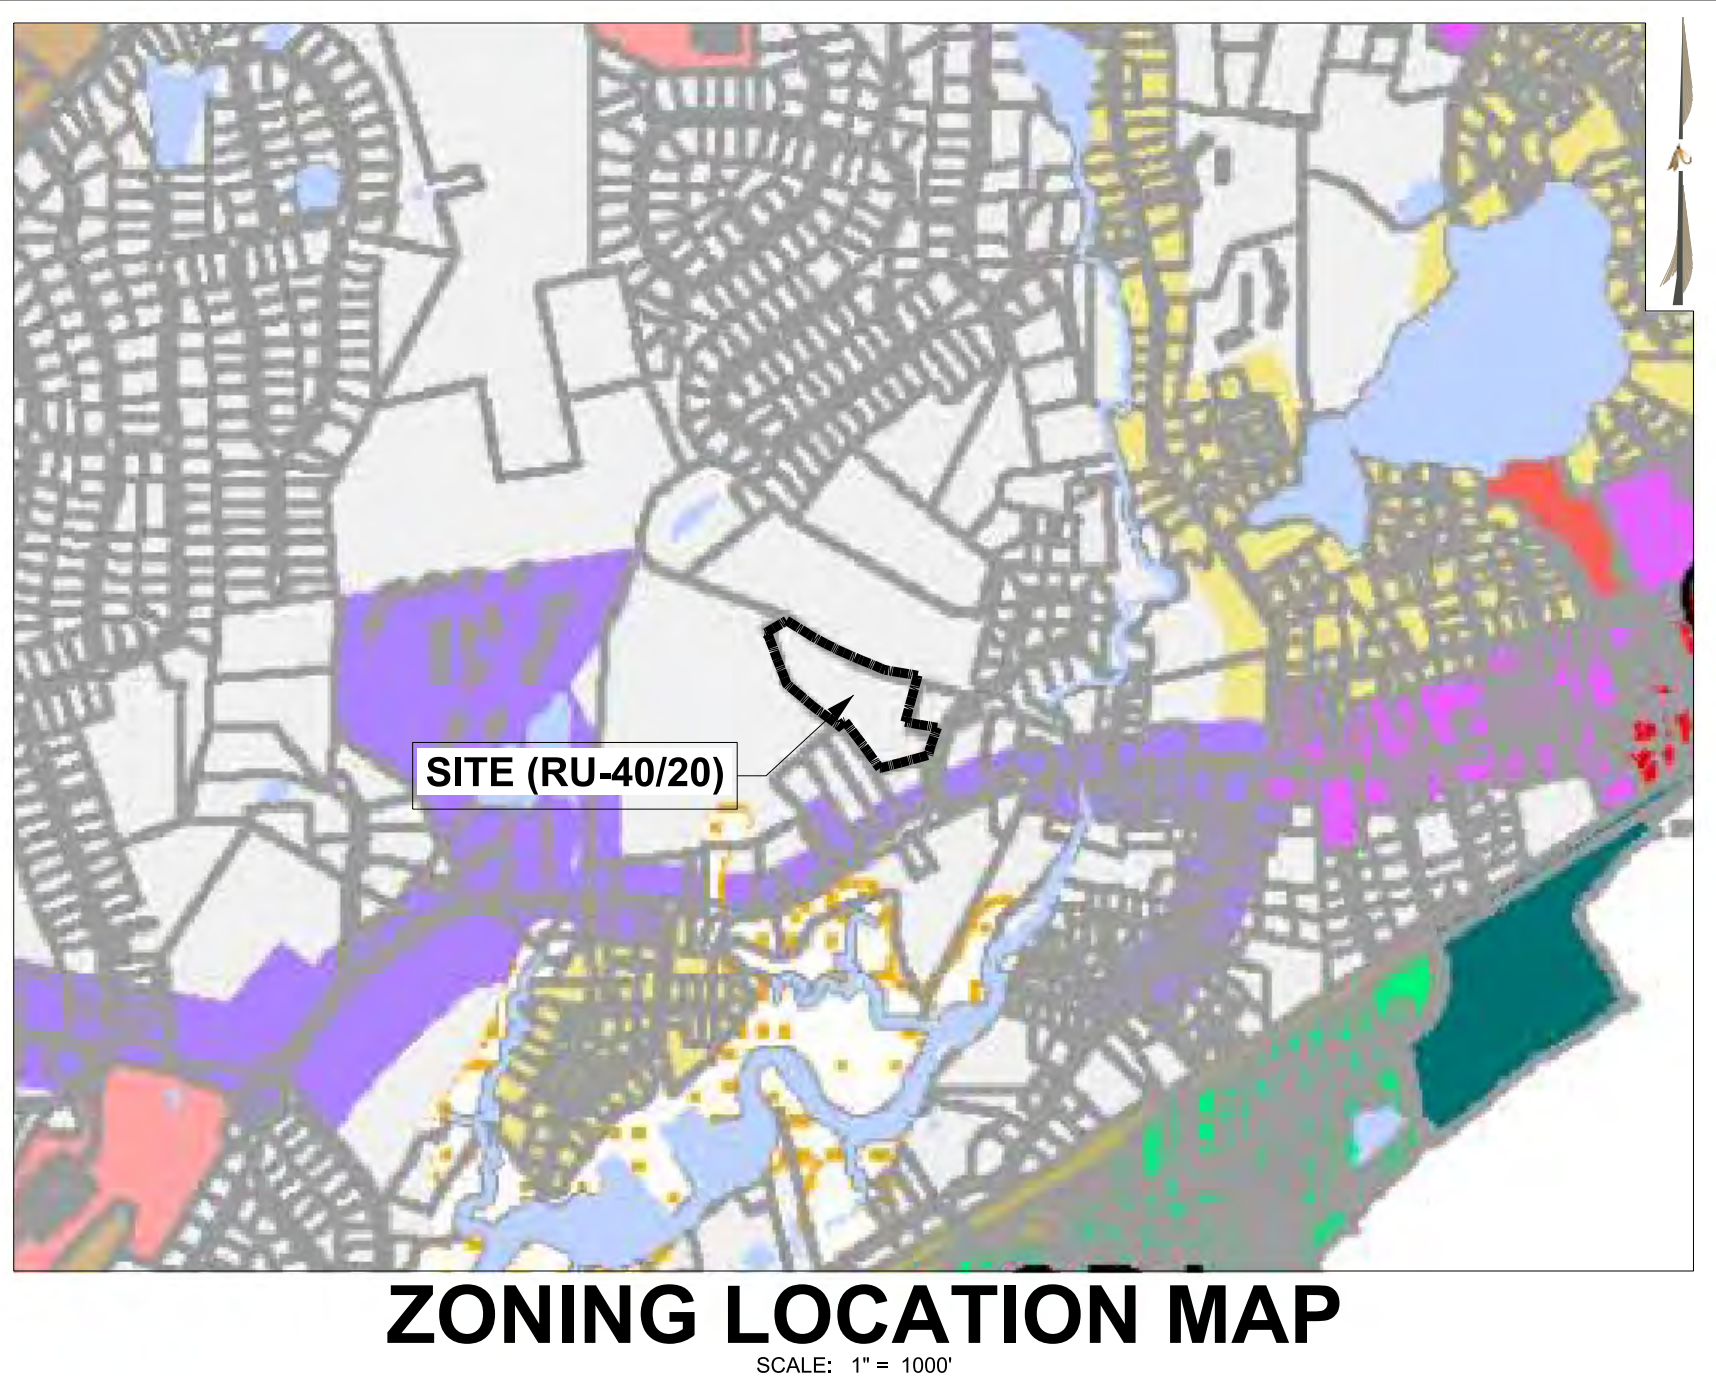 SITE (RU-40/20)
ZONING LOCATION MAP
SCALE: 1" = 1000'